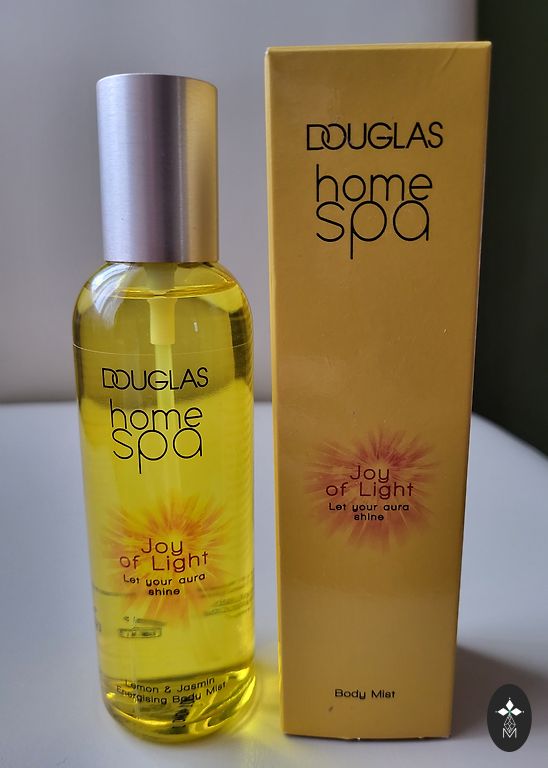 DOUGLAS
home
spa
Joy
of Light
Let your aura
shine
Lemon & Jasmin
Energising Body Mist
DOUGLAS
home
spa
Joy
of Light
Let your aura
shine
Body Mist